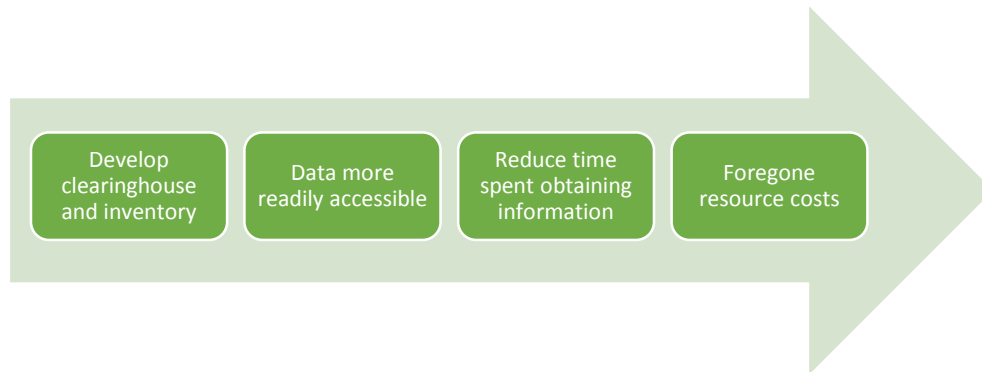 Develop
clearinghouse
and inventory
Data more
readily accessible
Reduce time
spent obtaining
information
Foregone
resource costs